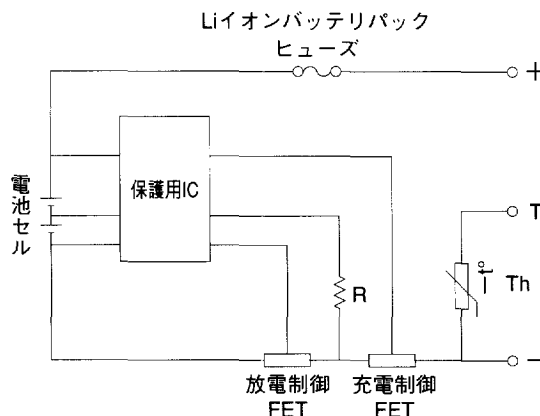 Liイオンバッテリパック
ヒューズ
+
保護用IC
電池セル
T
R
-t°
Th
−
放電制御
FET
充電制御
FET